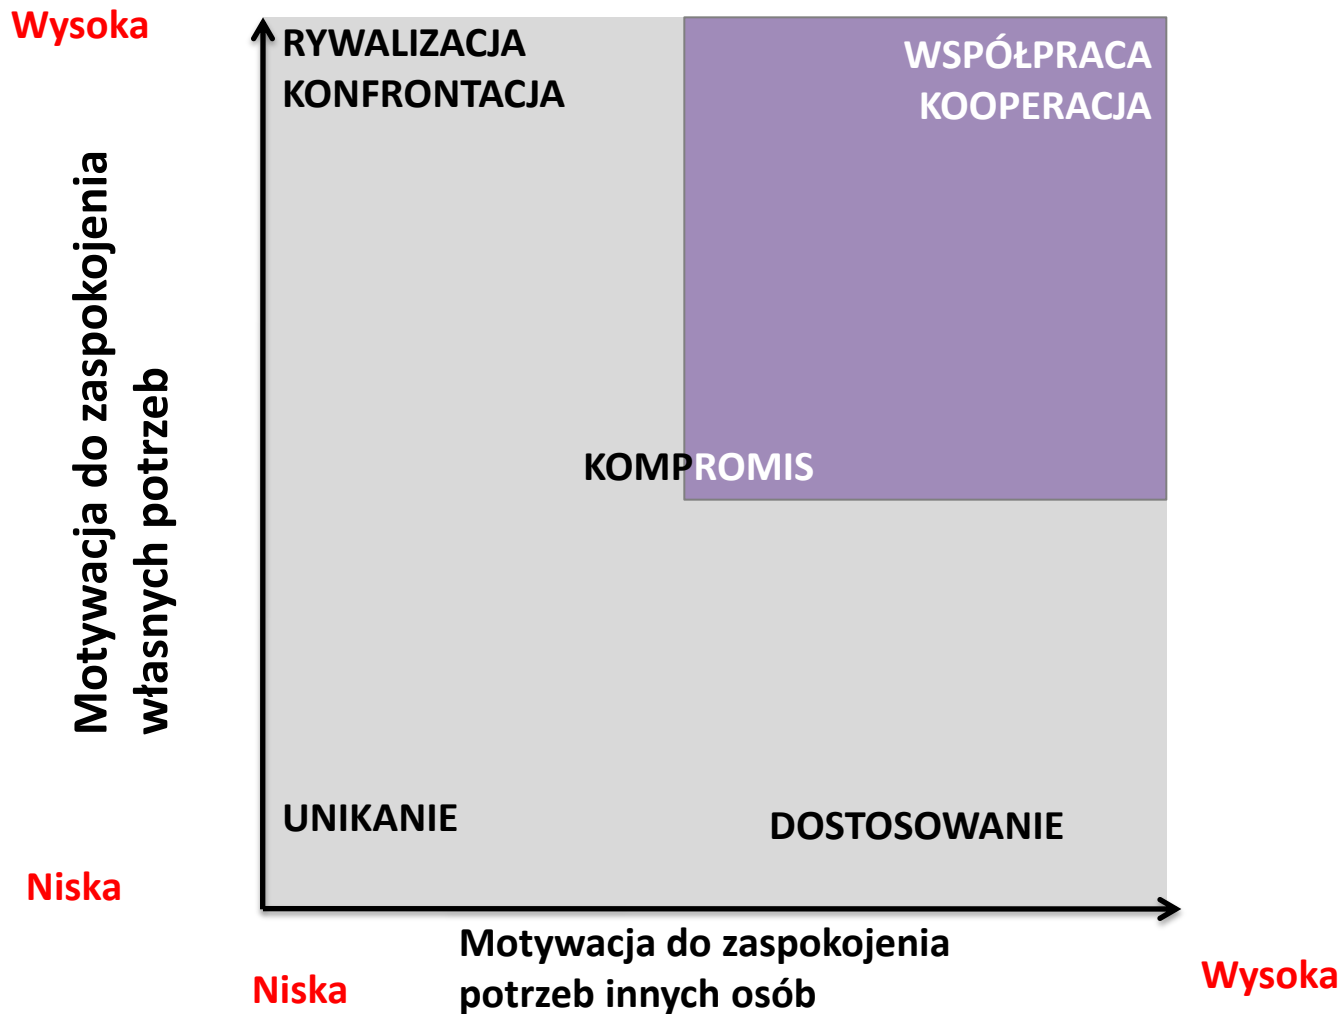 Wysoka
RYWALIZACJA
KONFRONTACJA
WSPÓŁPRACA
KOOPERACJA
Motywacja do zaspokojenia
własnych potrzeb
KOMPROMIS
UNIKANIE
DOSTOSOWANIE
Niska
Motywacja do zaspokojenia
potrzeb innych osób
Niska
Wysoka